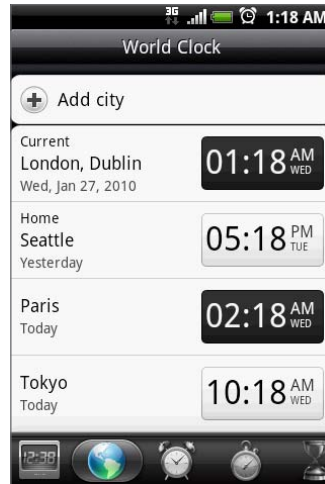 3G 1:18 AM
World Clock
Add city
Current
London, Dublin
Wed, Jan 27, 2010
01:18 AM WED
Home
Seattle
Yesterday
05:18 PM TUE
Paris
Today
02:18 AM WED
Tokyo
Today
10:18 AM WED
12:38